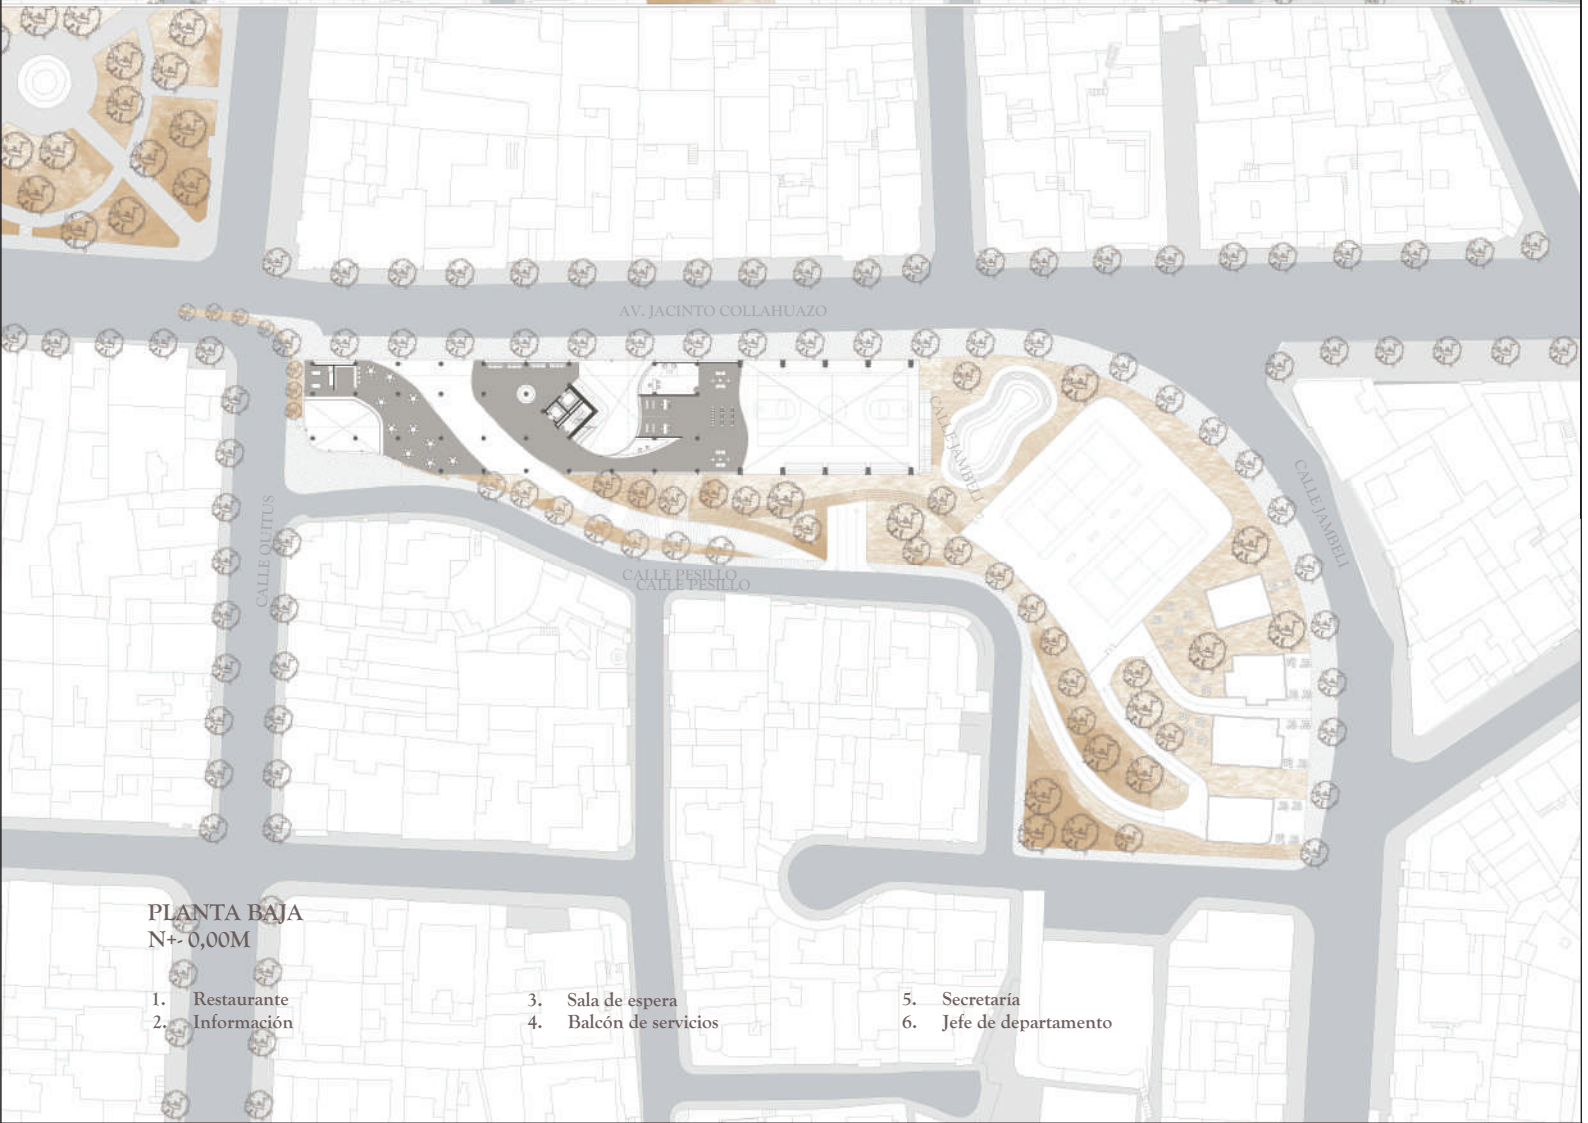 AV. JACINTO COLLAHUAZO
CALLE JAMBELI
CALLE JAMBELI
CALLE QUITUS
CALLE PESILLO
CALLE PESILLO
PLANTA BAJA
N+- 0,00M
1. Restaurante
2. Información
3. Sala de espera
4. Balcón de servicios
5. Secretaría
6. Jefe de departamento